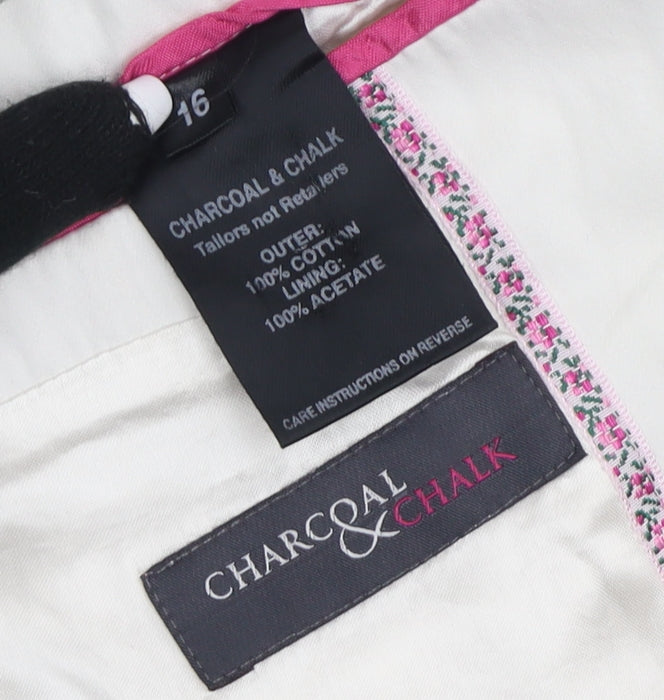 16
CHARCOAL & CHALK
Tailors not Retailers
OUTER:
100% COTTON
LINING:
100% ACETATE
CARE INSTRUCTIONS ON REVERSE
CHARCOAL
&CHALK